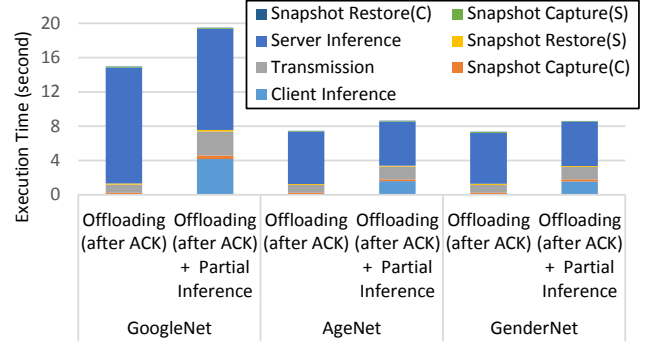 Execution Time (second)
20
16
12
8
4
0
Snapshot Restore(C) Snapshot Capture(S)
Server Inference Snapshot Restore(S)
Transmission Snapshot Capture(C)
Client Inference
Offloading Offloading Offloading Offloading Offloading Offloading
(after ACK) (after ACK) (after ACK) (after ACK) (after ACK) (after ACK)
+ Partial + Partial + Partial
Inference Inference Inference
GoogleNet AgeNet GenderNet